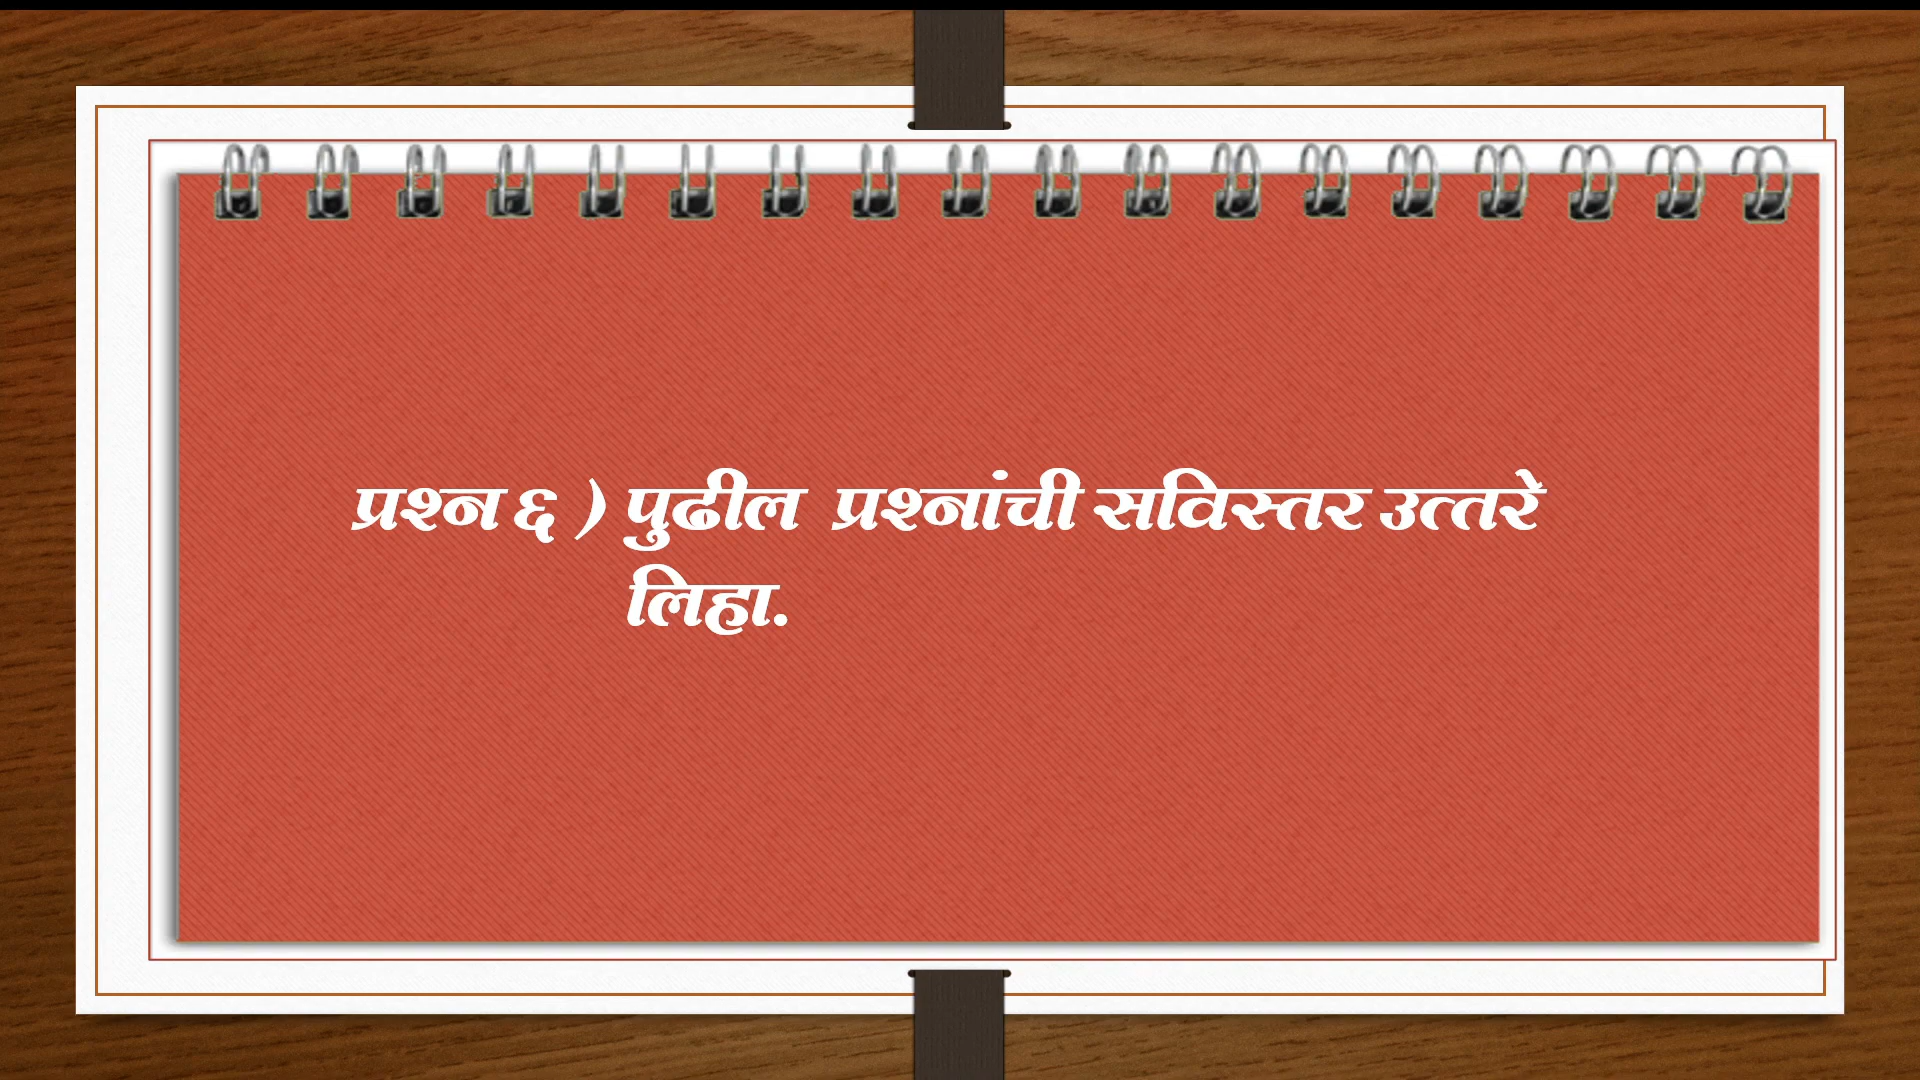 प्रश्न ६ ) पुढील प्रश्नांची सविस्तर उत्तरे
लिहा.